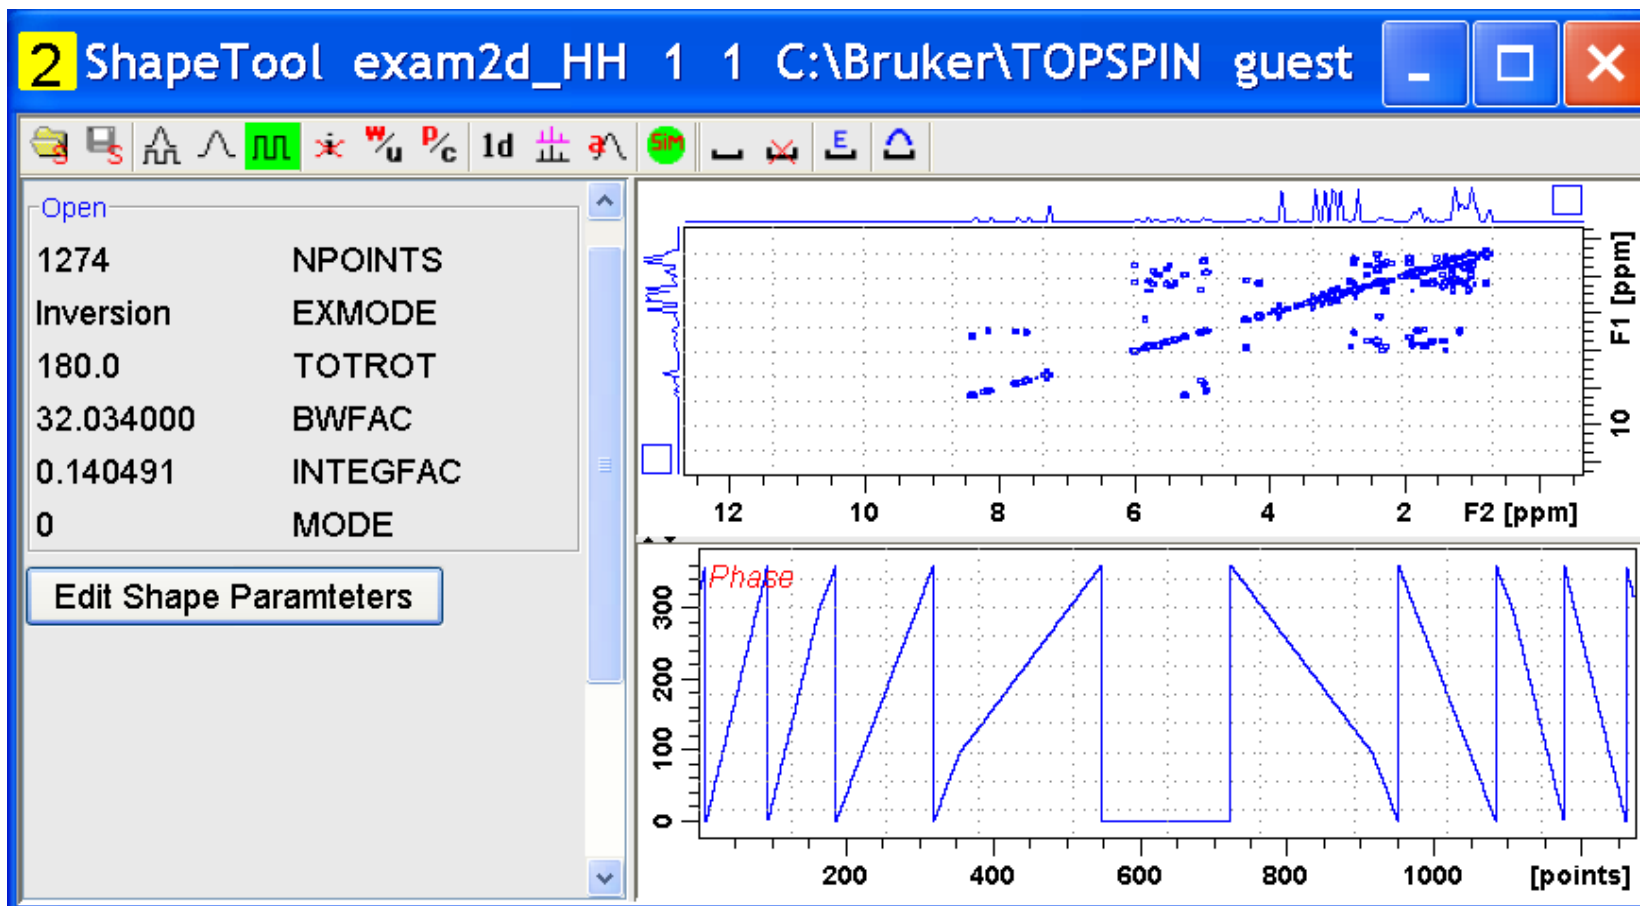 2 ShapeTool exam2d_HH 1 1 C:\Bruker\TOPSPIN guest
S S w/u p/c 1d a SIM E
Open
1274 NPOINTS
Inversion EXMODE
180.0 TOTROT
32.034000 BWFAC
0.140491 INTEGFAC
0 MODE
Edit Shape Paramteters
F1 [ppm]
10
12 10 8 6 4 2 F2 [ppm]
Phase
300
200
100
0
200 400 600 800 1000 [points]